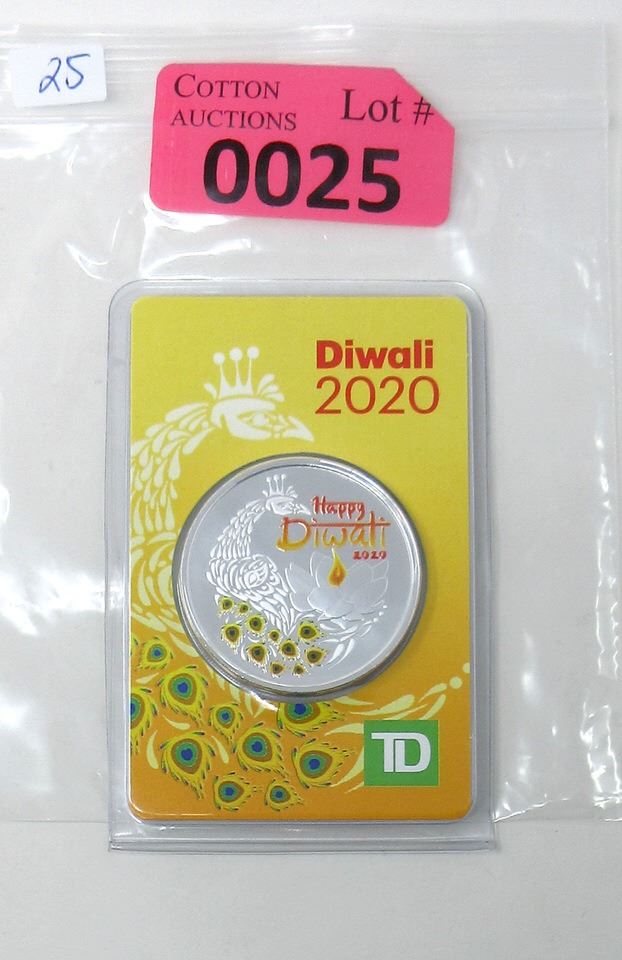 25
COTTON
AUCTIONS
Lot #
0025
Diwali
2020
Happy
Diwali
2020
TD